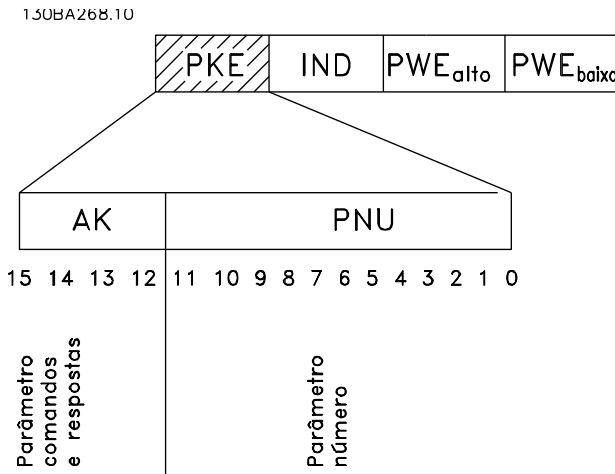 130BA268.10
PKE IND PWEalto PWEbaixo
AK PNU
15 14 13 12 11 10 9 8 7 6 5 4 3 2 1 0
Parâmetro
comandos
e respostas
Parâmetro
número